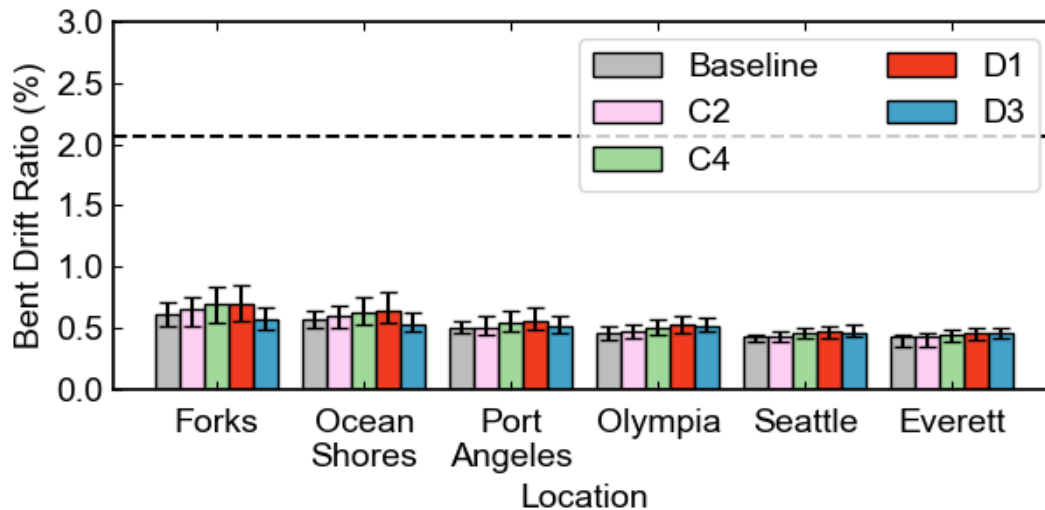 Bent Drift Ratio (%)
3.0
2.5
2.0
1.5
1.0
0.5
0.0
Baseline
C2
C4
D1
D3
Forks
Ocean
Shores
Port
Angeles
Olympia
Seattle
Everett
Location